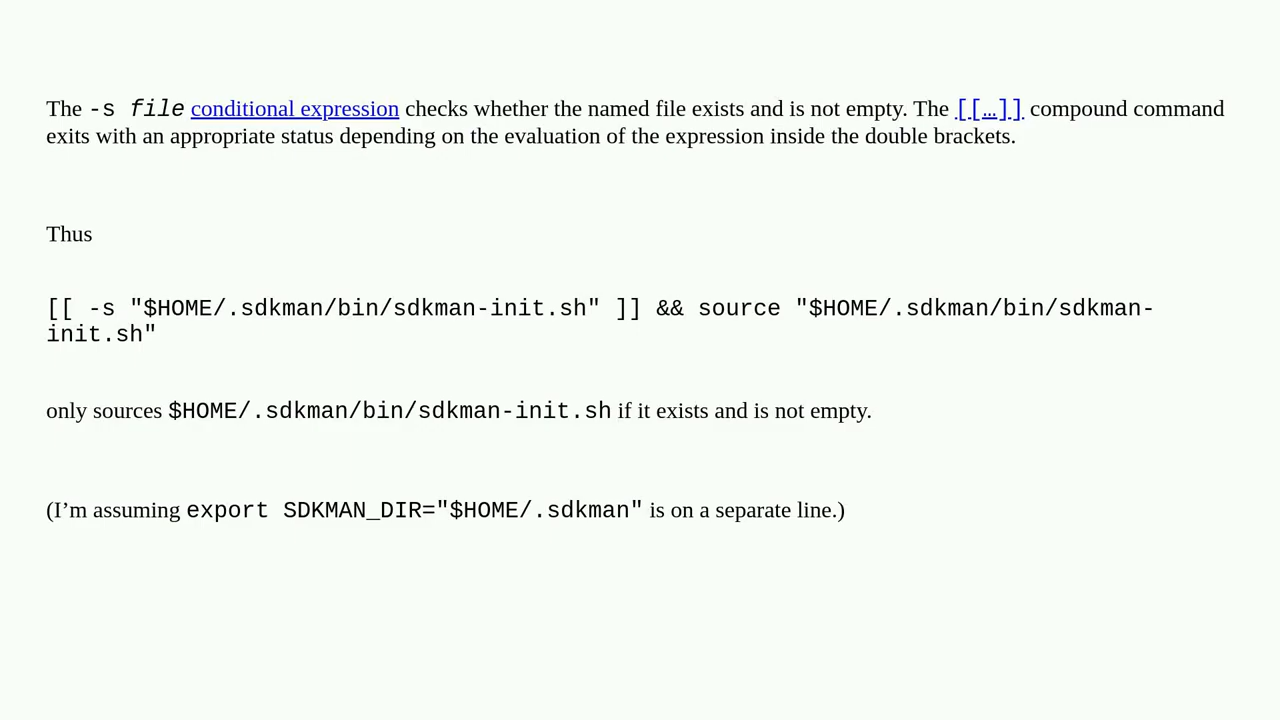 The -s file conditional expression checks whether the named file exists and is not empty. The [[…]] compound command
exits with an appropriate status depending on the evaluation of the expression inside the double brackets.
Thus
[[ -s "$HOME/.sdkman/bin/sdkman-init.sh" ]] && source "$HOME/.sdkman/bin/sdkman-
init.sh"
only sources $HOME/.sdkman/bin/sdkman-init.sh if it exists and is not empty.
(I’m assuming export SDKMAN_DIR="$HOME/.sdkman" is on a separate line.)